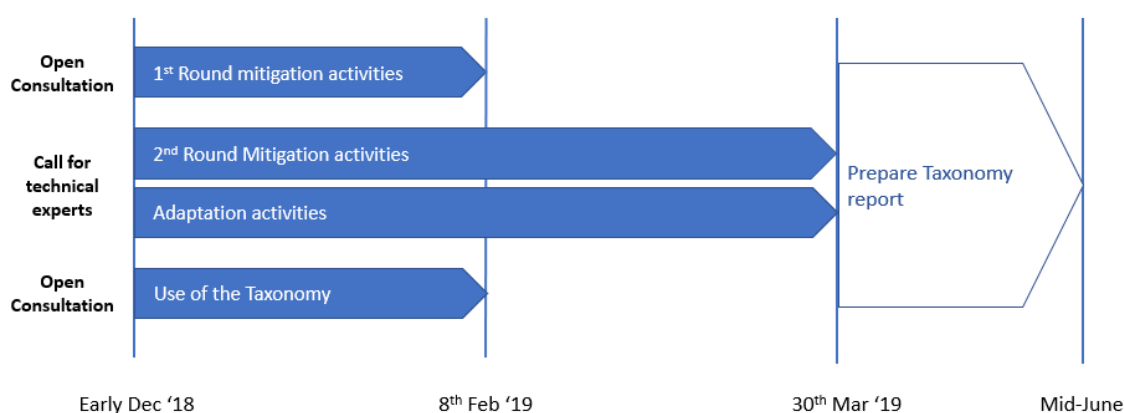 Open
Consultation
1st Round mitigation activities
Call for
technical
experts
2nd Round Mitigation activities
Adaptation activities
Prepare Taxonomy
report
Open
Consultation
Use of the Taxonomy
Early Dec ‘18
8th Feb ‘19
30th Mar ‘19
Mid-June